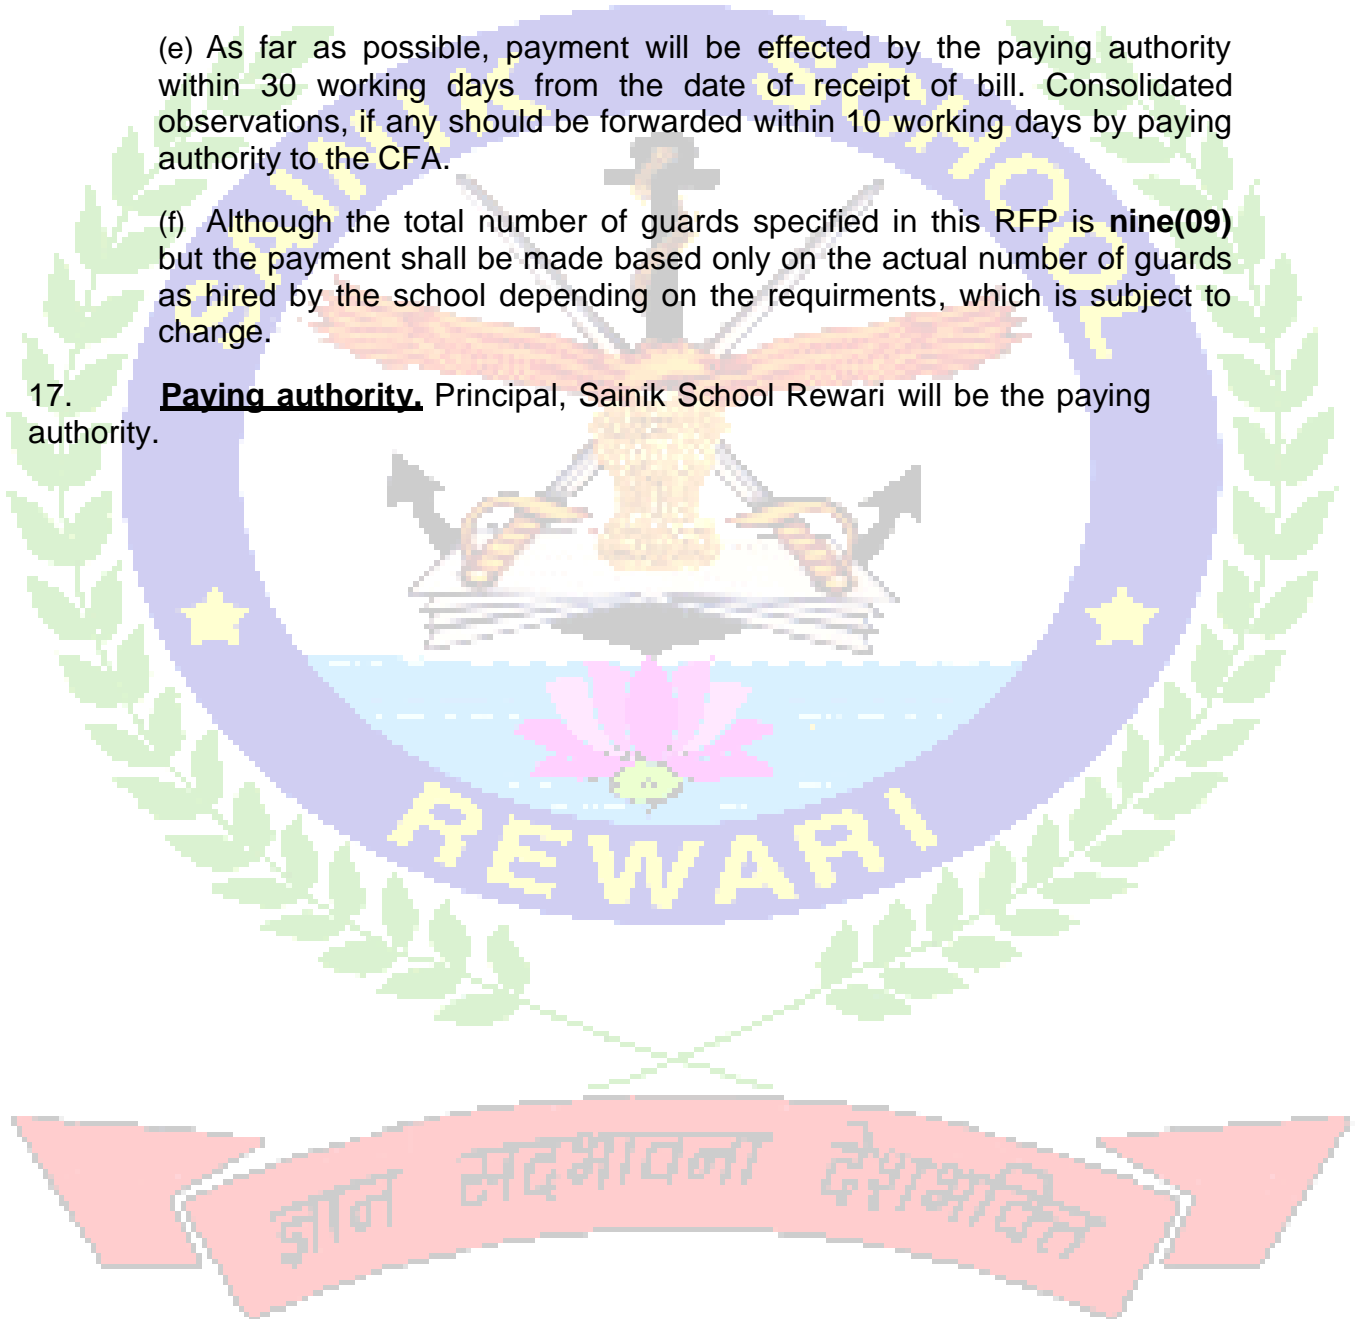 (e) As far as possible, payment will be effected by the paying authority
within 30 working days from the date of receipt of bill. Consolidated
observations, if any should be forwarded within 10 working days by paying
authority to the CFA.
(f) Although the total number of guards specified in this RFP is nine(09)
but the payment shall be made based only on the actual number of guards
as hired by the school depending on the requirments, which is subject to
change.
17. Paying authority. Principal, Sainik School Rewari will be the paying
authority.
SAINIK SCHOOL
REWARI
ज्ञान सदभावना देशभक्ति